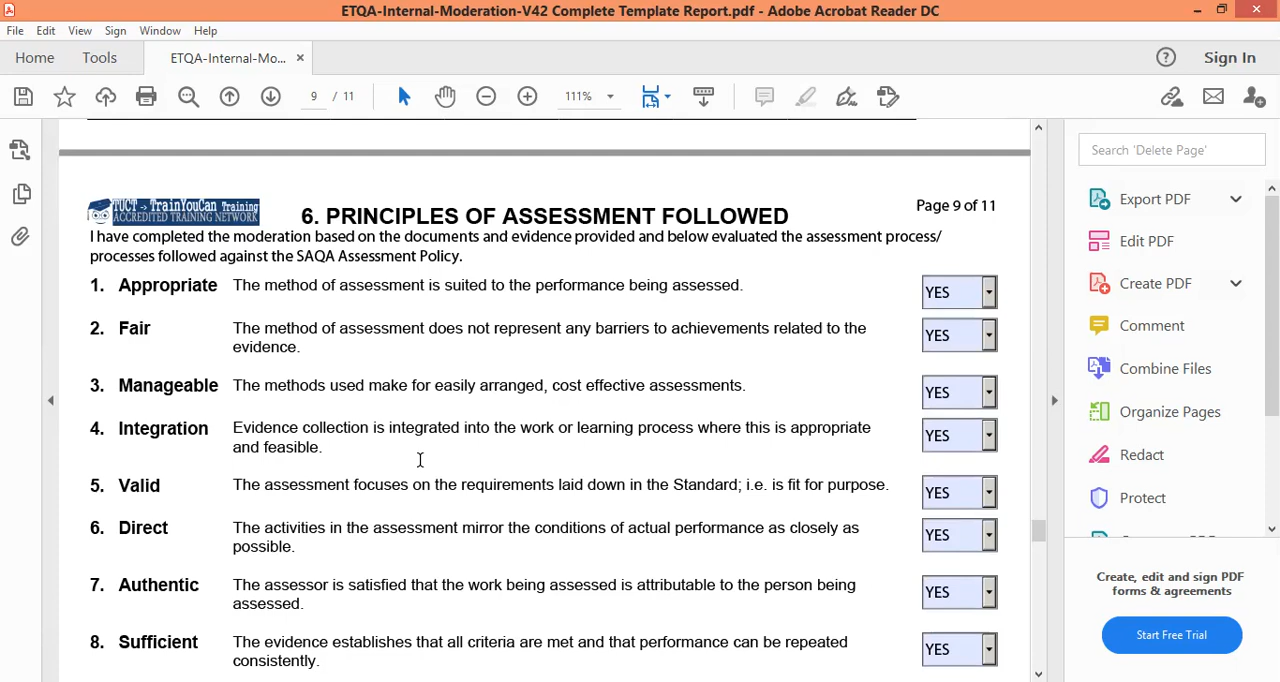 ETQA-Internal-Moderation-V42 Complete Template Report.pdf - Adobe Acrobat Reader DC
File Edit View Sign Window Help
Home Tools ETQA-Internal-Mo... × Sign In
9 / 11 111%
Search 'Delete Page'
TUCT -> TrainYouCan Training
ACCREDITED TRAINING NETWORK
6. PRINCIPLES OF ASSESSMENT FOLLOWED
Page 9 of 11
I have completed the moderation based on the documents and evidence provided and below evaluated the assessment process/
processes followed against the SAQA Assessment Policy.
1. Appropriate The method of assessment is suited to the performance being assessed. YES
2. Fair The method of assessment does not represent any barriers to achievements related to the YES
evidence.
3. Manageable The methods used make for easily arranged, cost effective assessments. YES
4. Integration Evidence collection is integrated into the work or learning process where this is appropriate YES
and feasible.
5. Valid The assessment focuses on the requirements laid down in the Standard; i.e. is fit for purpose. YES
6. Direct The activities in the assessment mirror the conditions of actual performance as closely as YES
possible.
7. Authentic The assessor is satisfied that the work being assessed is attributable to the person being YES
assessed.
8. Sufficient The evidence establishes that all criteria are met and that performance can be repeated YES
consistently.
Export PDF
Edit PDF
Create PDF
Comment
Combine Files
Organize Pages
Redact
Protect
Create, edit and sign PDF
forms & agreements
Start Free Trial